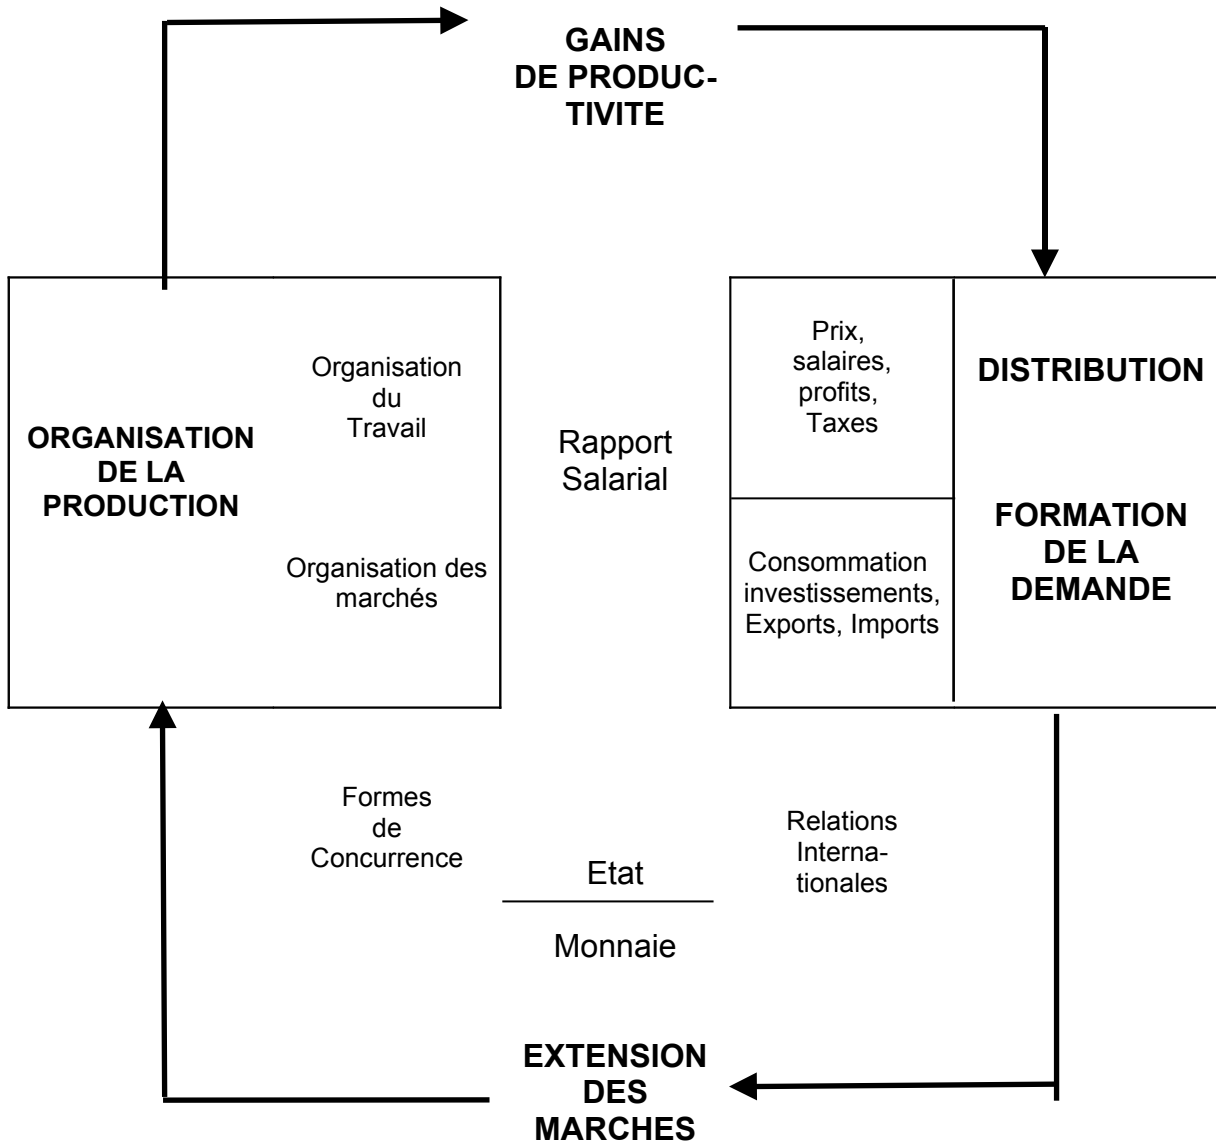 GAINS
DE PRODUC-
TIVITE
ORGANISATION
DE LA
PRODUCTION
Organisation
du
Travail
Organisation des
marchés
Rapport
Salarial
Prix,
salaires,
profits,
Taxes
DISTRIBUTION
Consommation
investissements,
Exports, Imports
FORMATION
DE LA
DEMANDE
Formes
de
Concurrence
Etat
Monnaie
Relations
Interna-
tionales
EXTENSION
DES
MARCHES